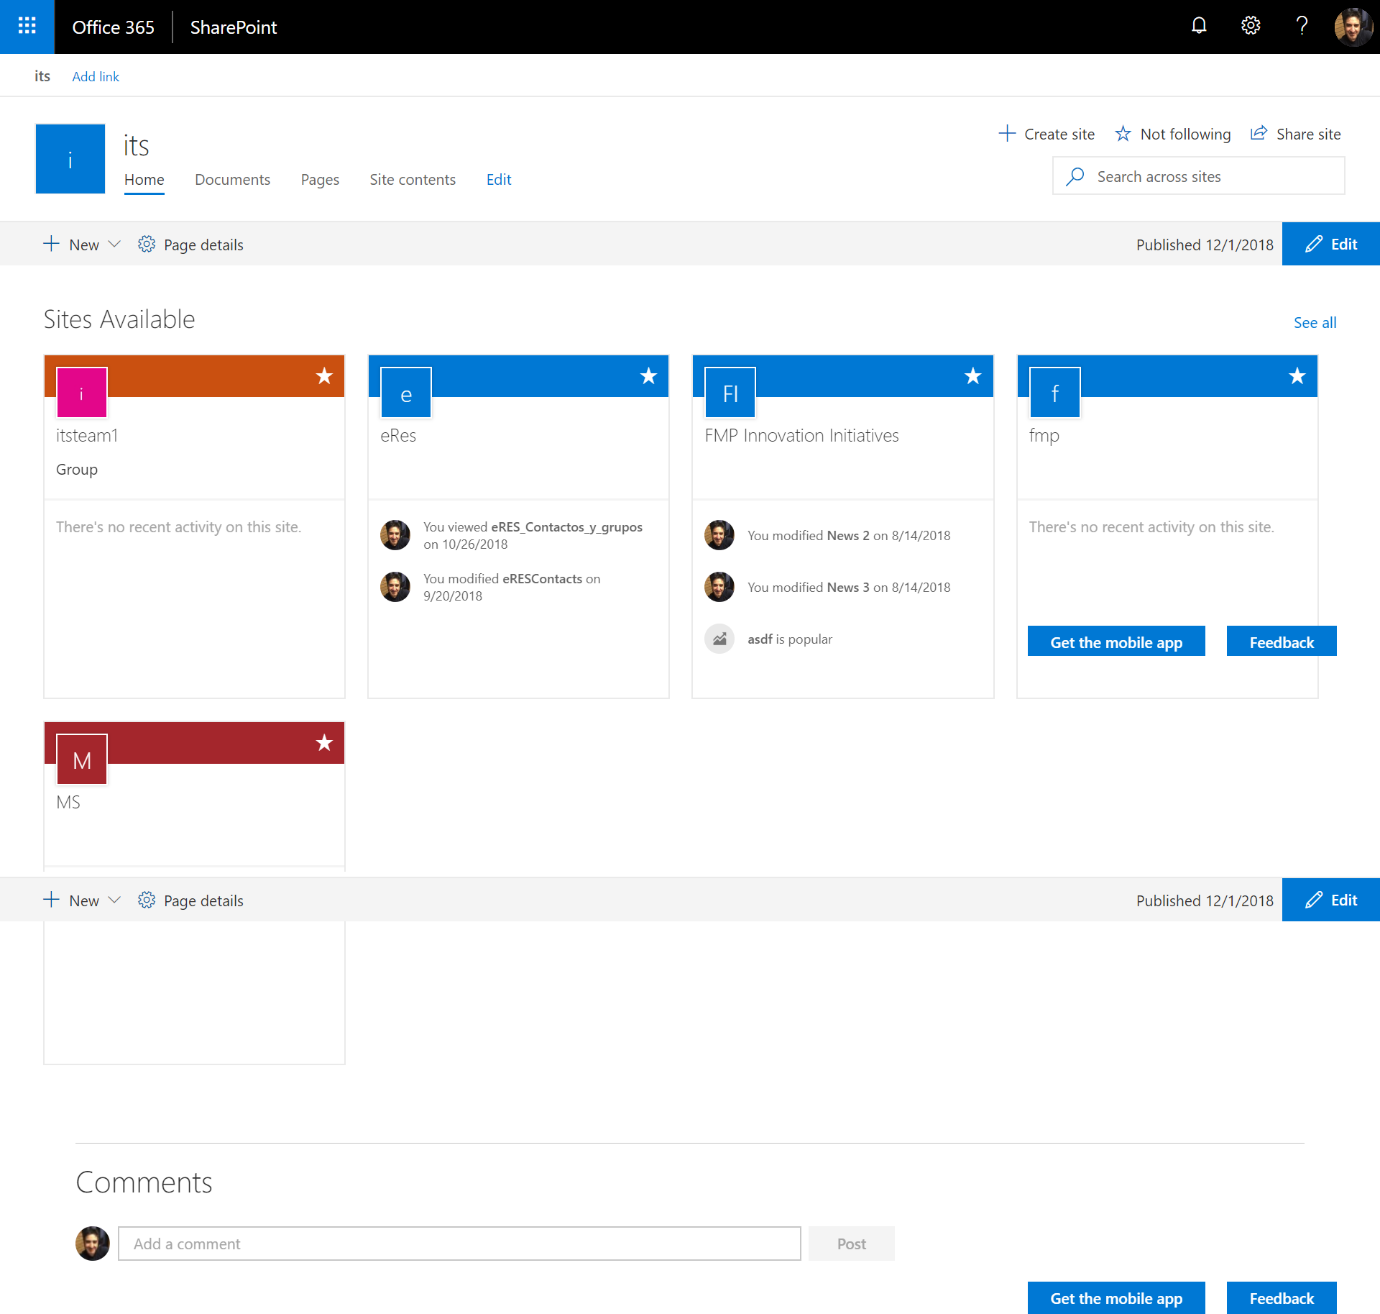 Office 365 SharePoint
its Add link
i
its
Home Documents Pages Site contents Edit
Create site Not following Share site
Search across sites
New Page details Published 12/1/2018 Edit
Sites Available See all
i
itsteam1
Group
There's no recent activity on this site.
e
eRes
You viewed eRES_Contactos_y_grupos
on 10/26/2018
You modified eRESContacts on
9/20/2018
FI
FMP Innovation Initiatives
You modified News 2 on 8/14/2018
You modified News 3 on 8/14/2018
asdf is popular
f
fmp
There's no recent activity on this site.
Get the mobile app Feedback
M
MS
New Page details Published 12/1/2018 Edit
Comments
Add a comment Post
Get the mobile app Feedback